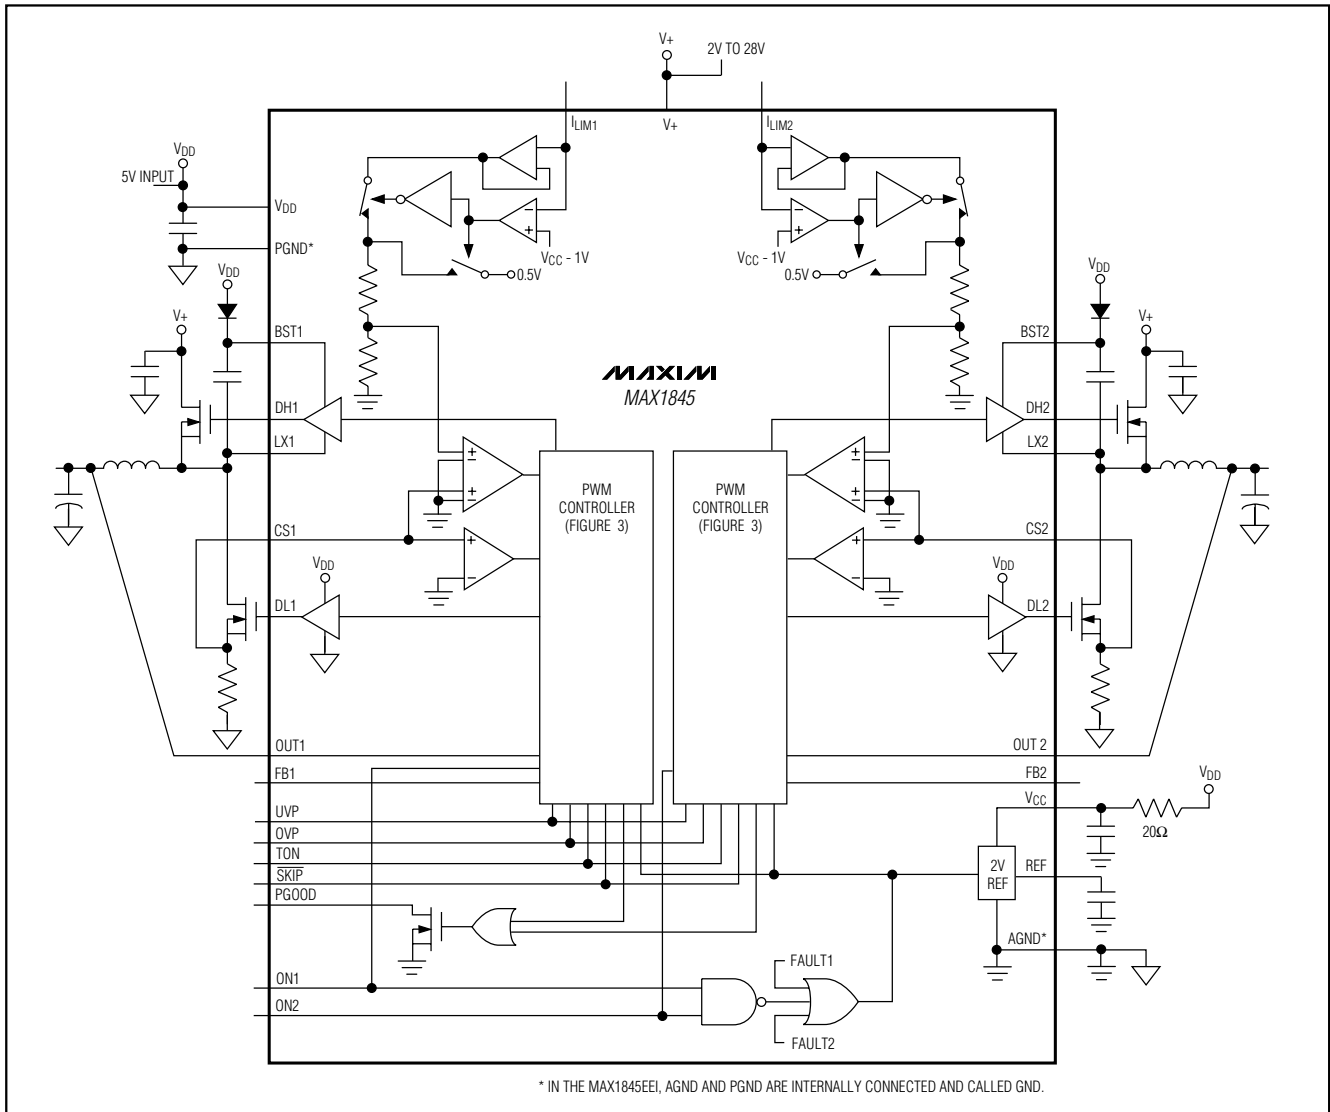 V+
2V TO 28V
ILIM1
V+
ILIM2
VDD
5V INPUT
VDD
PGND*
VCC - 1V
0.5V
VCC - 1V
0.5V
VDD
VDD
V+
V+
BST1
BST2
MAXIM
MAX1845
DH1
DH2
LX1
LX2
+
−
+
−
+
−
+
−
PWM
CONTROLLER
(FIGURE 3)
PWM
CONTROLLER
(FIGURE 3)
CS1
CS2
+
−
+
−
VDD
VDD
DL1
DL2
OUT1
OUT 2
FB1
FB2
VDD
VCC
20Ω
UVP
OVP
TON
SKIP
PGOOD
2V
REF
REF
AGND*
FAULT1
ON1
ON2
FAULT2
* IN THE MAX1845EEI, AGND AND PGND ARE INTERNALLY CONNECTED AND CALLED GND.